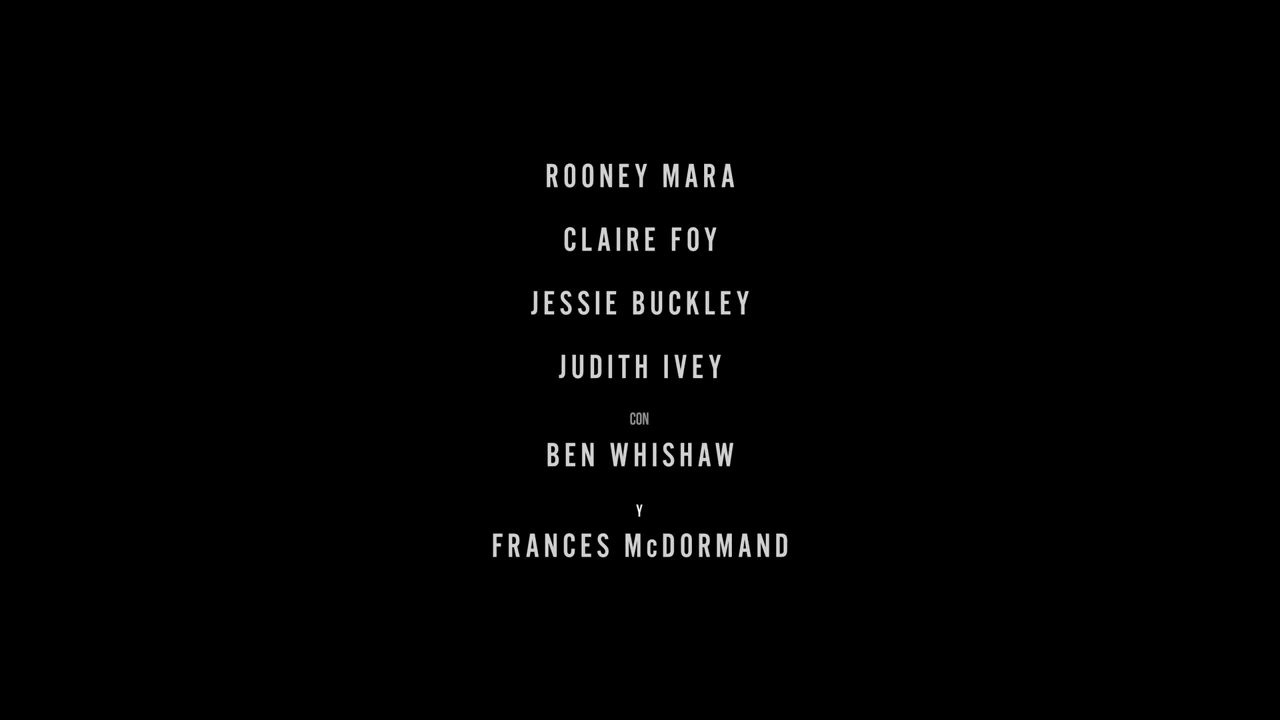 ROONEY MARA
CLAIRE FOY
JESSIE BUCKLEY
JUDITH IVEY
CON
BEN WHISHAW
Y
FRANCES McDORMAND